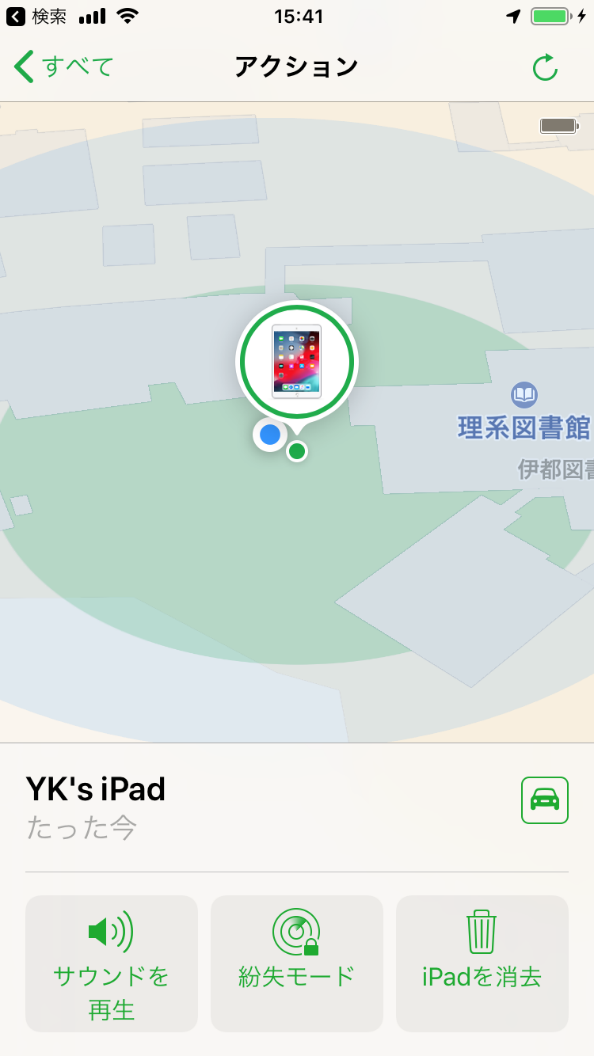 検索
15:41
すべて
アクション
理系図書館
伊都図
YK's iPad
たった今
サウンドを
再生
紛失モード
iPadを消去